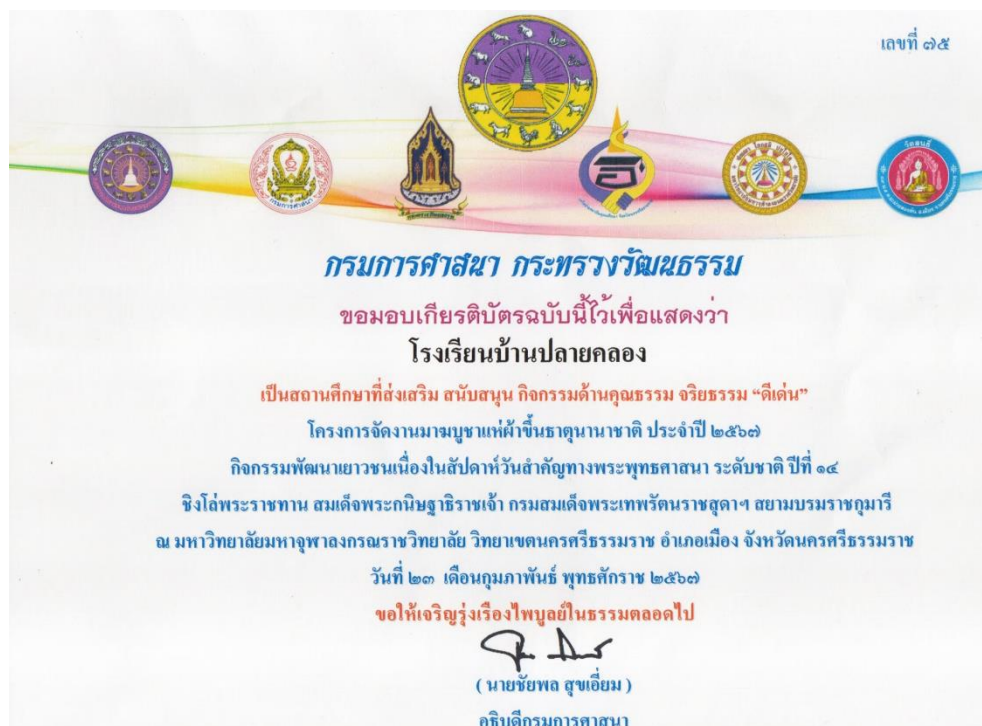 เลขที่ ๗๕
กรมการศาสนา
วัดสนธิ์
กรมการศาสนา กระทรวงวัฒนธรรม
ขอมอบเกียรติบัตรฉบับนี้ไว้เพื่อแสดงว่า
โรงเรียนบ้านปลายคลอง
เป็นสถานศึกษาที่ส่งเสริม สนับสนุน กิจกรรมด้านคุณธรรม จริยธรรม “ดีเด่น”
โครงการจัดงานมาฆบูชาแห่ผ้าขึ้นธาตุนานาชาติ ประจำปี ๒๕๖๗
กิจกรรมพัฒนาเยาวชนเนื่องในสัปดาห์วันสำคัญทางพระพุทธศาสนา ระดับชาติ ปีที่ ๑๔
ชิงโล่พระราชทาน สมเด็จพระกนิษฐาธิราชเจ้า กรมสมเด็จพระเทพรัตนราชสุดาฯ สยามบรมราชกุมารี
ณ มหาวิทยาลัยมหาจุฬาลงกรณราชวิทยาลัย วิทยาเขตนครศรีธรรมราช อำเภอเมือง จังหวัดนครศรีธรรมราช
วันที่ ๒๓ เดือนกุมภาพันธ์ พุทธศักราช ๒๕๖๗
ขอให้เจริญรุ่งเรืองไพบูลย์ในธรรมตลอดไป
( นายชัยพล สุขเอี่ยม )
อธิบดีกรมการศาสนา